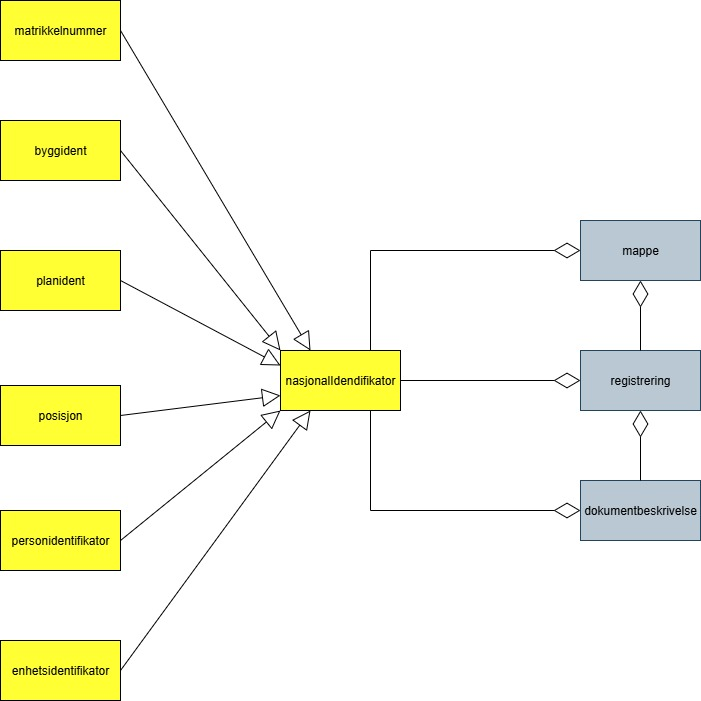 matrikkelnummer
byggident
planident
posisjon
personidentifikator
enhetsidentifikator
nasjonalIdendifikator
mappe
registrering
dokumentbeskrivelse